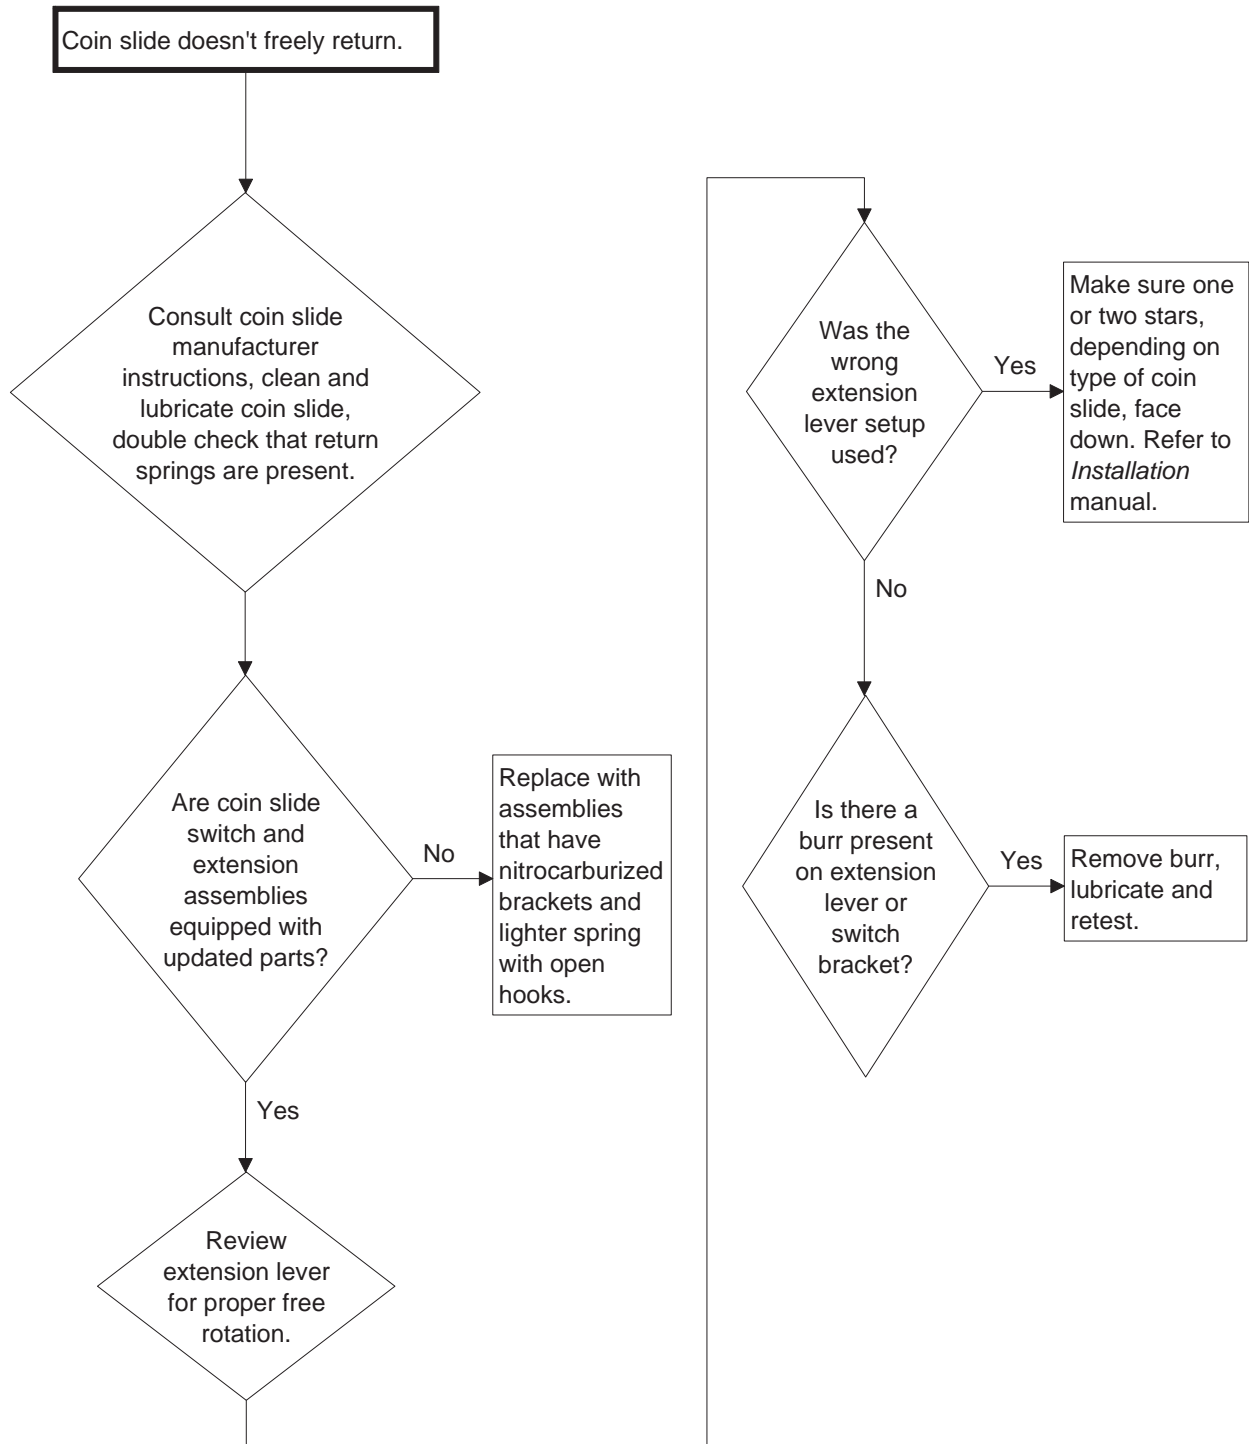 Coin slide doesn't freely return.
Consult coin slide
manufacturer
instructions, clean and
lubricate coin slide,
double check that return
springs are present.
Are coin slide
switch and
extension
assemblies
equipped with
updated parts?
No
Replace with
assemblies
that have
nitrocarburized
brackets and
lighter spring
with open
hooks.
Yes
Review
extension lever
for proper free
rotation.
Was the
wrong
extension
lever setup
used?
Yes
Make sure one
or two stars,
depending on
type of coin
slide, face
down. Refer to
Installation
manual.
No
Is there a
burr present
on extension
lever or
switch
bracket?
Yes
Remove burr,
lubricate and
retest.